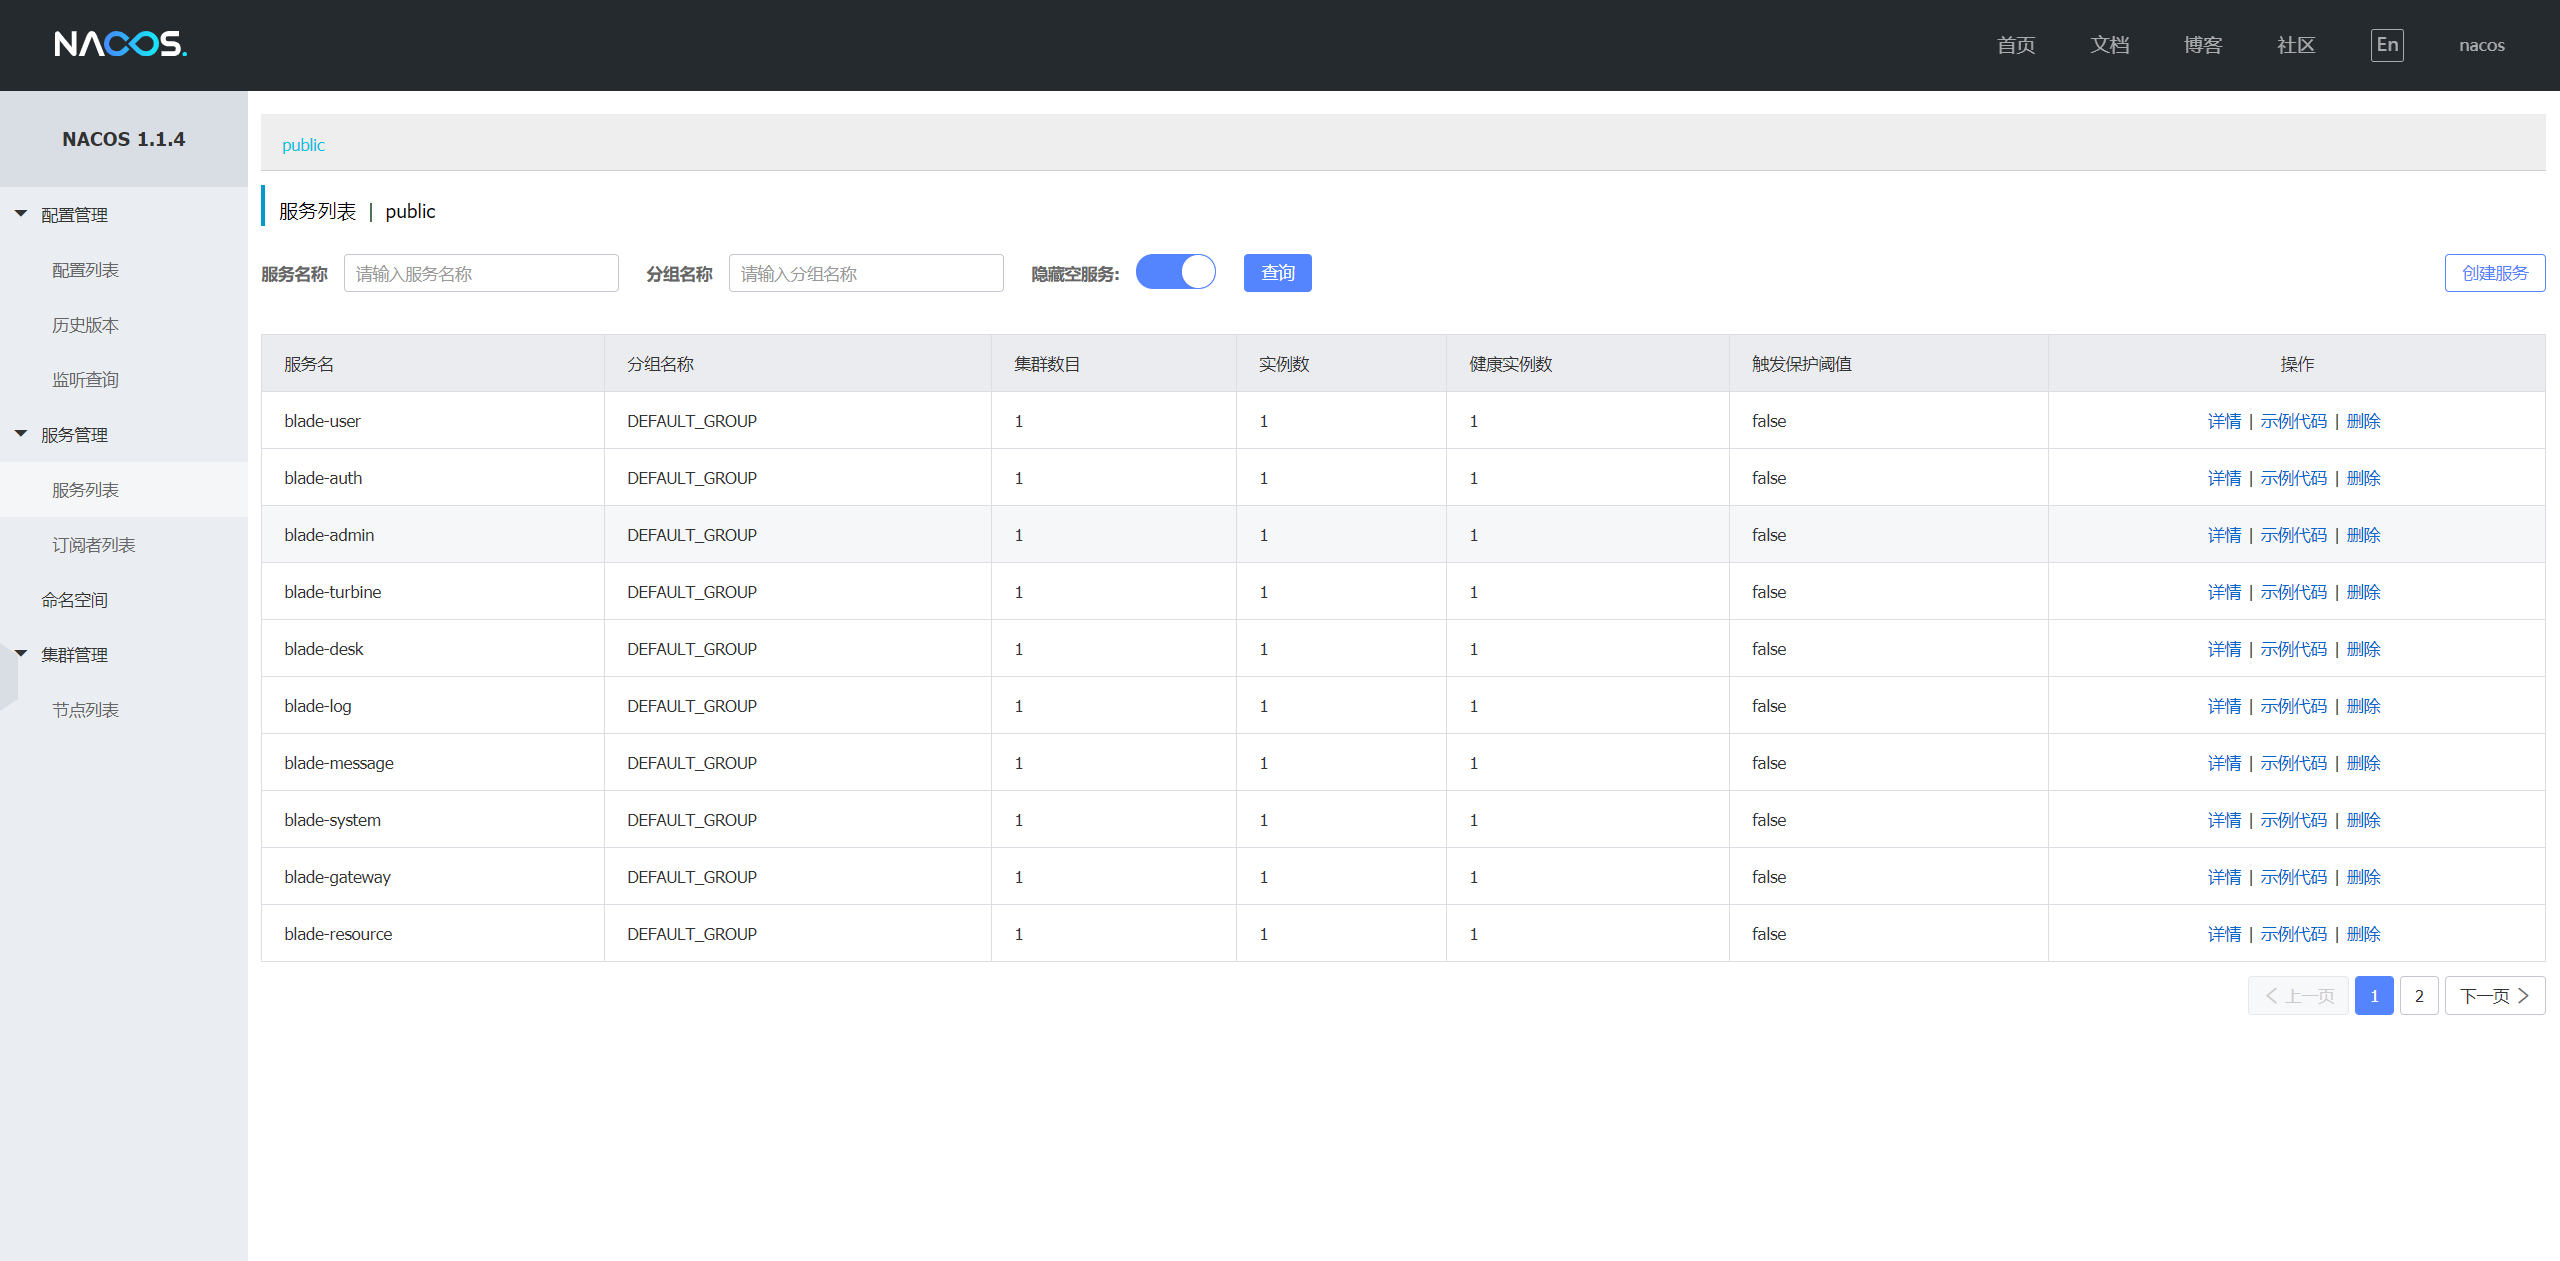 NACOS. 首页 文档 博客 社区 En nacos
NACOS 1.1.4
配置管理
配置列表
历史版本
监听查询
服务管理
服务列表
订阅者列表
命名空间
集群管理
节点列表
public
服务列表 | public
服务名称 请输入服务名称 分组名称 请输入分组名称 隐藏空服务: 查询 创建服务
服务名 分组名称 集群数目 实例数 健康实例数 触发保护阈值 操作
blade-user DEFAULT_GROUP 1 1 1 false 详情 | 示例代码 | 删除
blade-auth DEFAULT_GROUP 1 1 1 false 详情 | 示例代码 | 删除
blade-admin DEFAULT_GROUP 1 1 1 false 详情 | 示例代码 | 删除
blade-turbine DEFAULT_GROUP 1 1 1 false 详情 | 示例代码 | 删除
blade-desk DEFAULT_GROUP 1 1 1 false 详情 | 示例代码 | 删除
blade-log DEFAULT_GROUP 1 1 1 false 详情 | 示例代码 | 删除
blade-message DEFAULT_GROUP 1 1 1 false 详情 | 示例代码 | 删除
blade-system DEFAULT_GROUP 1 1 1 false 详情 | 示例代码 | 删除
blade-gateway DEFAULT_GROUP 1 1 1 false 详情 | 示例代码 | 删除
blade-resource DEFAULT_GROUP 1 1 1 false 详情 | 示例代码 | 删除
上一页 1 2 下一页